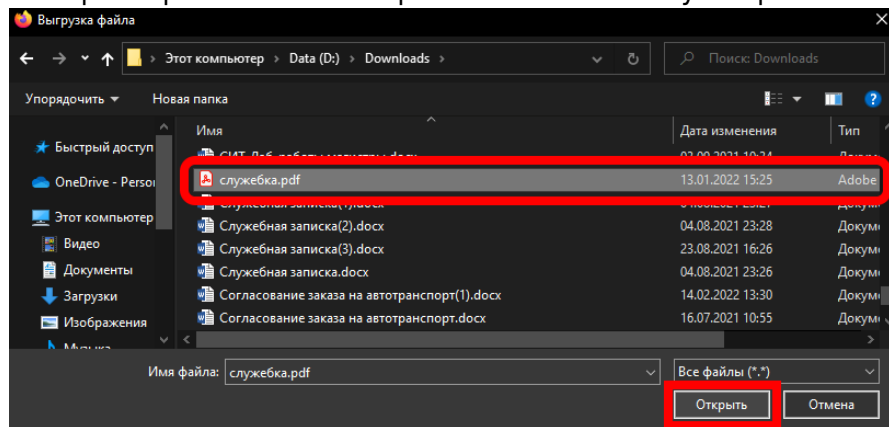 Выгрузка файла
Этот компьютер > Data (D:) > Downloads >
Поиск: Downloads
Упорядочить
Новая папка
Имя
Дата изменения
Тип
Быстрый доступ
OneDrive - Person
Этот компьютер
Видео
Документы
Загрузки
Изображения
служебка.pdf 13.01.2022 15:25 Adobe
Служебная записка(2).docx 04.08.2021 23:28 Докум
Служебная записка(3).docx 23.08.2021 16:26 Докум
Служебная записка.docx 04.08.2021 23:26 Докум
Согласование заказа на автотранспорт(1).docx 14.02.2022 13:30 Докум
Согласование заказа на автотранспорт.docx 16.07.2021 10:55 Докум
Имя файла: служебка.pdf
Все файлы (*.*)
Открыть
Отмена